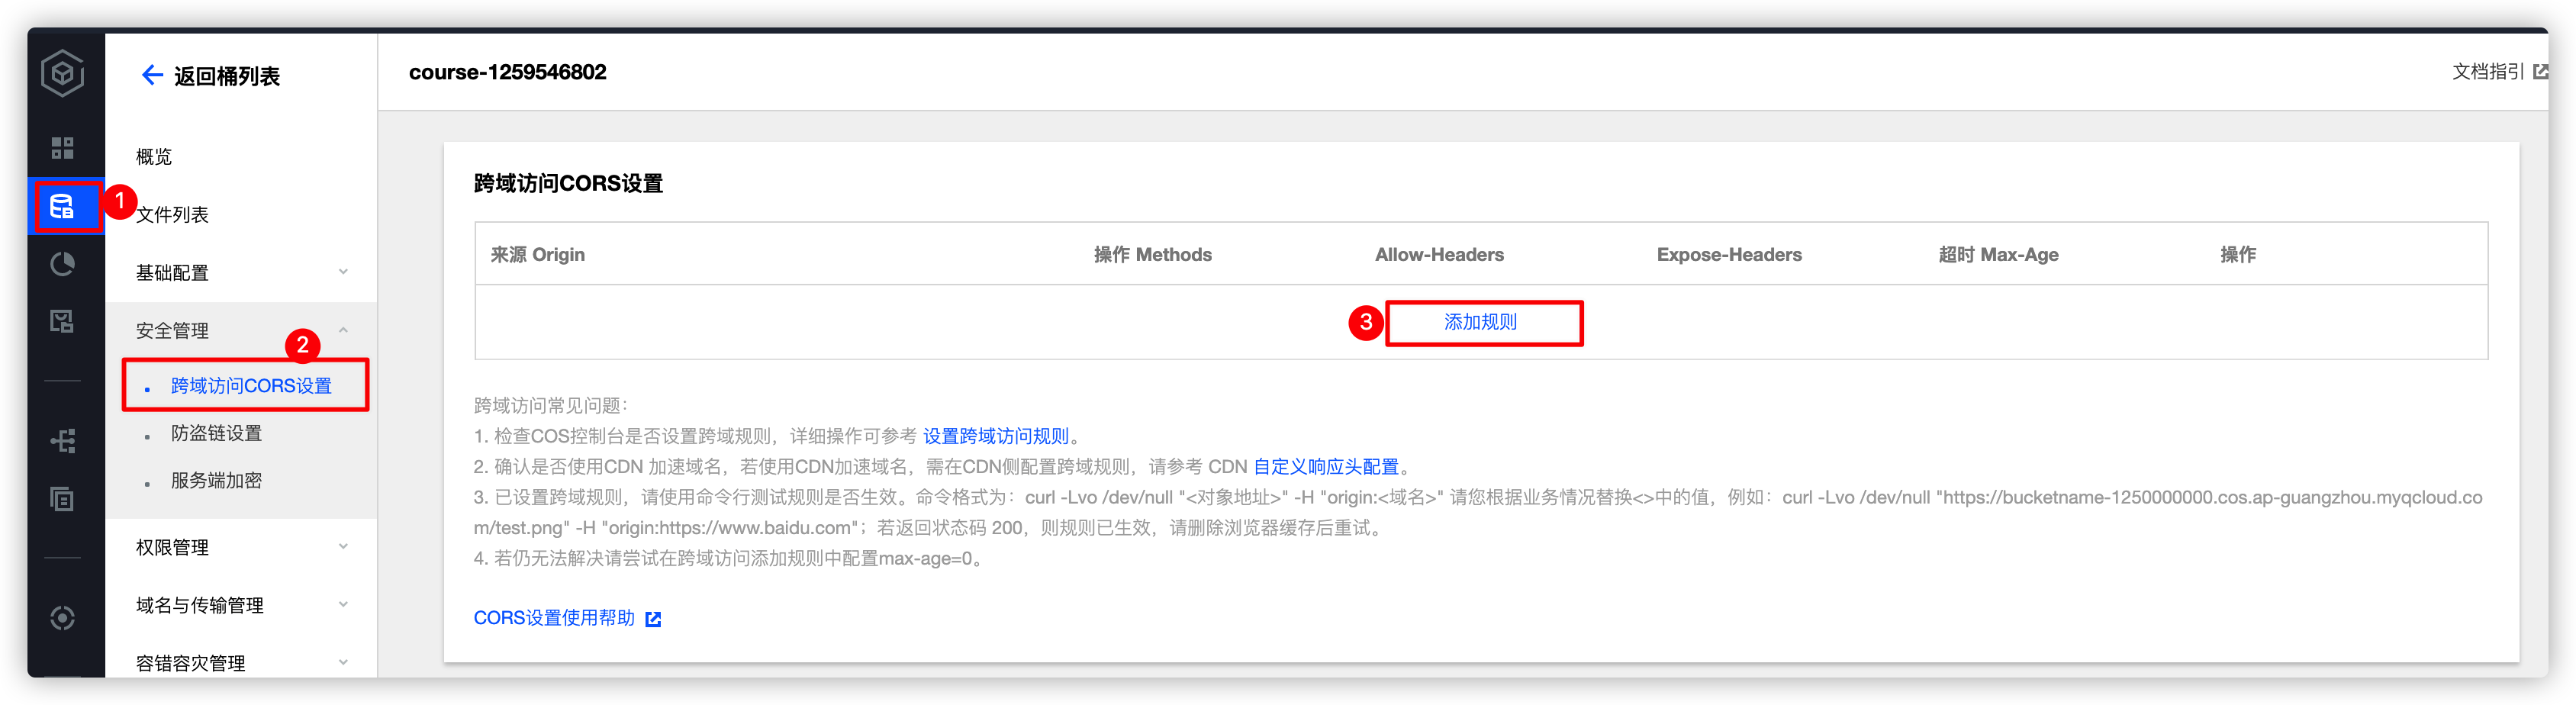 返回桶列表
course-1259546802
文档指引
概览
1
文件列表
基础配置
安全管理
2
跨域访问CORS设置
防盗链设置
服务端加密
权限管理
域名与传输管理
容错容灾管理
跨域访问CORS设置
来源 Origin 操作 Methods Allow-Headers Expose-Headers 超时 Max-Age 操作
3 添加规则
跨域访问常见问题：
1. 检查COS控制台是否设置跨域规则，详细操作可参考 设置跨域访问规则。
2. 确认是否使用CDN 加速域名，若使用CDN加速域名，需在CDN侧配置跨域规则，请参考 CDN 自定义响应头配置。
3. 已设置跨域规则，请使用命令行测试规则是否生效。命令格式为：curl -Lvo /dev/null "<对象地址>" -H "origin:<域名>" 请您根据业务情况替换<>中的值，例如：curl -Lvo /dev/null "https://bucketname-1250000000.cos.ap-guangzhou.myqcloud.co
m/test.png" -H "origin:https://www.baidu.com"；若返回状态码 200，则规则已生效，请删除浏览器缓存后重试。
4. 若仍无法解决请尝试在跨域访问添加规则中配置max-age=0。
CORS设置使用帮助